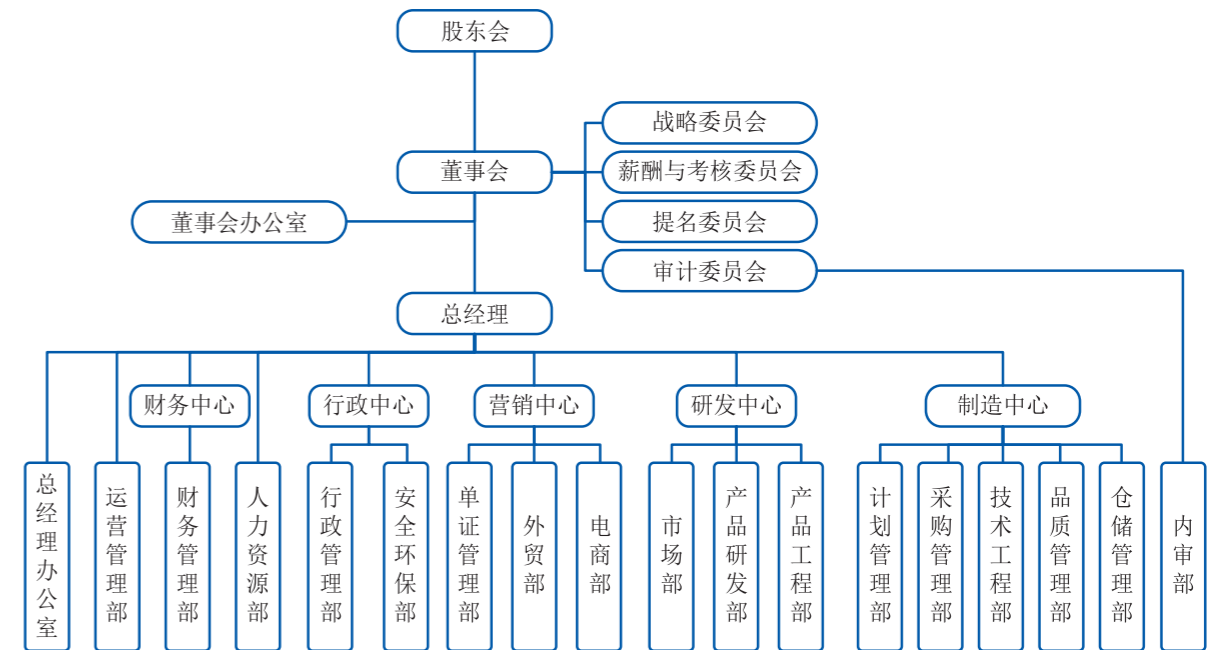 股东会
战略委员会
董事会
薪酬与考核委员会
董事会办公室
提名委员会
审计委员会
总经理
财务中心
行政中心
营销中心
研发中心
制造中心
总经理办公室
运营管理部
财务管理部
人力资源部
行政管理部
安全环保部
单证管理部
外贸部
电商部
市场部
产品研发部
产品工程部
计划管理部
采购管理部
技术工程部
品质管理部
仓储管理部
内审部